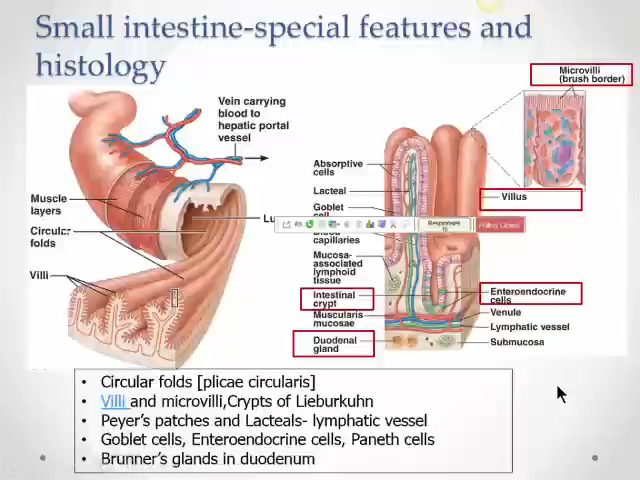 Small intestine-special features and
histology
Microvilli
(brush border)
Vein carrying
blood to
hepatic portal
vessel
Absorptive
cells
Lacteal
Villus
Goblet
Muscle
layers
Lu
Polling Closed
Circular
folds
capillaries
Mucosa-
associated
lymphoid
tissue
Villi
Intestinal
crypt
Enteroendocrine
cells
Muscularis
mucosae
Venule
Lymphatic vessel
Duodenal
gland
Submucosa
• Circular folds [plicae circularis]
• Villi and microvilli,Crypts of Lieburkuhn
• Peyer's patches and Lacteals- lymphatic vessel
• Goblet cells, Enteroendocrine cells, Paneth cells
• Brunner's glands in duodenum